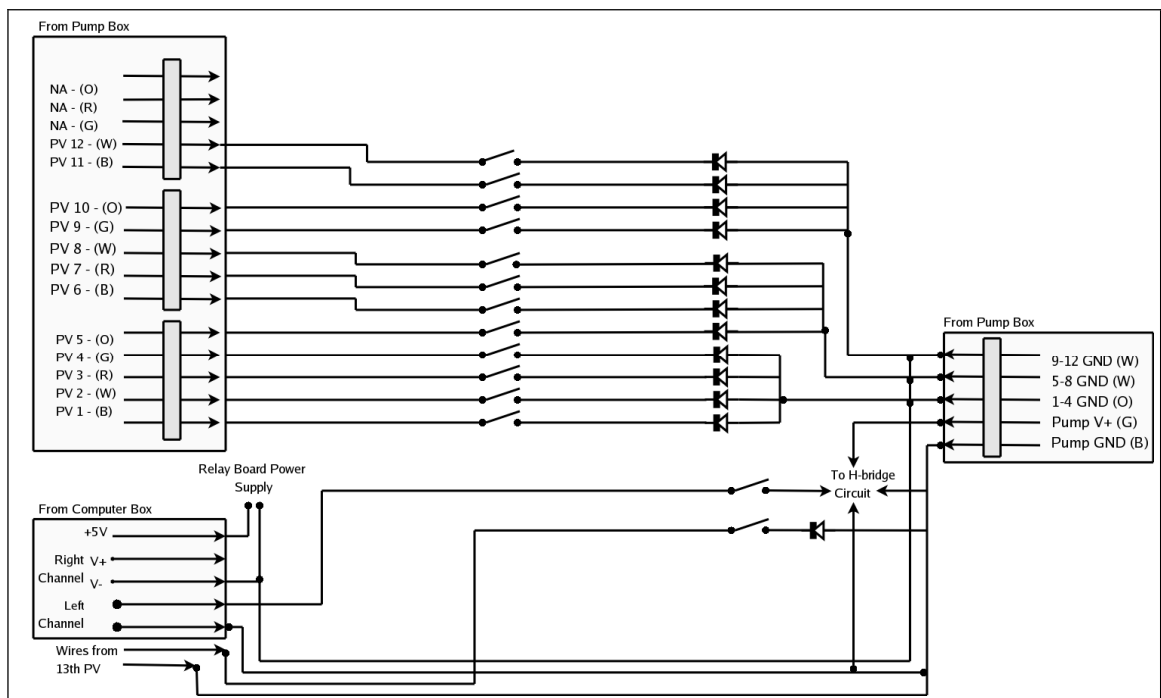 From Pump Box
NA - (O)
NA - (R)
NA - (G)
PV 12 - (W)
PV 11 - (B)
PV 10 - (O)
PV 9 - (G)
PV 8 - (W)
PV 7 - (R)
PV 6 - (B)
PV 5 - (O)
PV 4 - (G)
PV 3 - (R)
PV 2 - (W)
PV 1 - (B)
From Pump Box
9-12 GND (W)
5-8 GND (W)
1-4 GND (O)
Pump V+ (G)
Pump GND (B)
Relay Board Power
Supply
To H-bridge
Circuit
From Computer Box
+5V
Right V+
Channel V-
Left
Channel
Wires from
13th PV